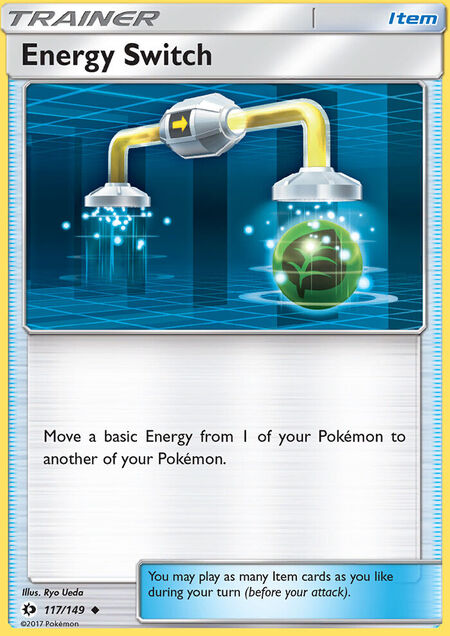 TRAINER Item
Energy Switch
Move a basic Energy from 1 of your Pokémon to
another of your Pokémon.
You may play as many Item cards as you like
during your turn (before your attack).
Illus. Ryo Ueda
117/149
©2017 Pokémon